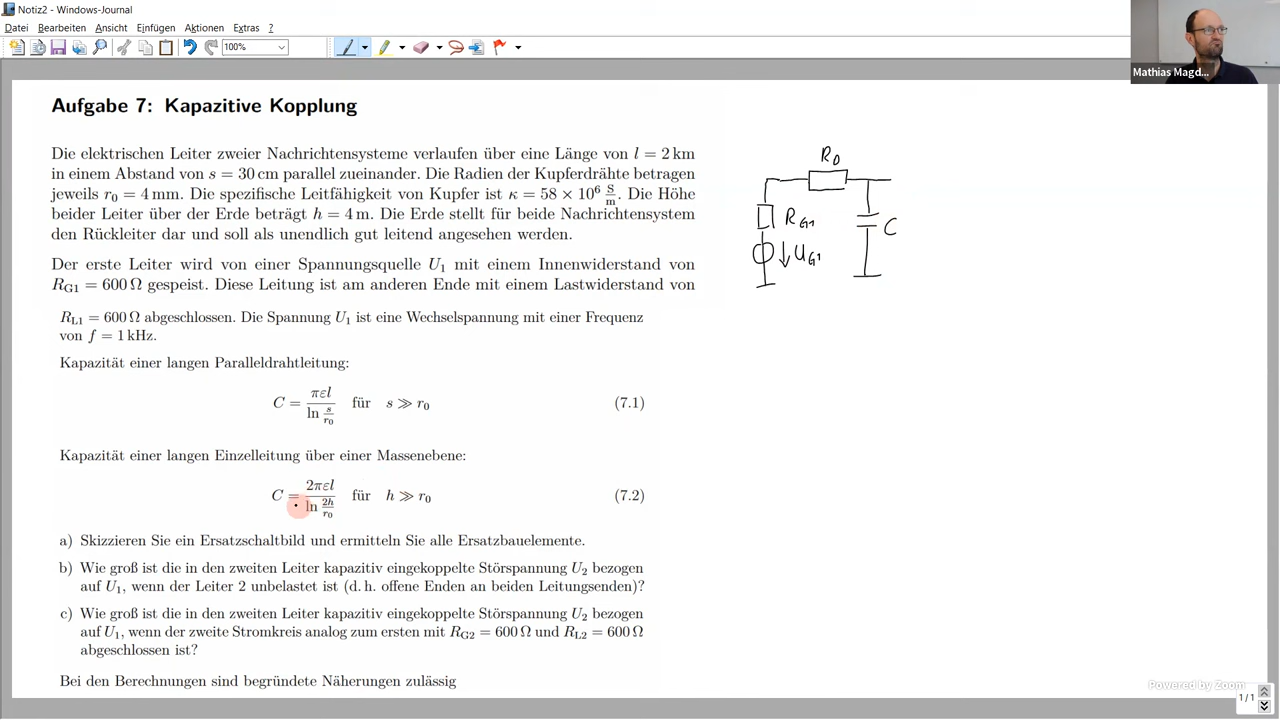 Notiz2 - Windows-Journal
Datei Bearbeiten Ansicht Einfügen Aktionen Extras ?
100%
Mathias Magd...
Aufgabe 7: Kapazitive Kopplung
Die elektrischen Leiter zweier Nachrichtensysteme verlaufen über eine Länge von l = 2 km
in einem Abstand von s = 30 cm parallel zueinander. Die Radien der Kupferdrähte betragen
jeweils r₀ = 4 mm. Die spezifische Leitfähigkeit von Kupfer ist κ = 58 × 10⁶ S/m. Die Höhe
beider Leiter über der Erde beträgt h = 4 m. Die Erde stellt für beide Nachrichtensystem
den Rückleiter dar und soll als unendlich gut leitend angesehen werden.
Der erste Leiter wird von einer Spannungsquelle U₁ mit einem Innenwiderstand von
R_G1 = 600 Ω gespeist. Diese Leitung ist am anderen Ende mit einem Lastwiderstand von
R_L1 = 600 Ω abgeschlossen. Die Spannung U₁ ist eine Wechselspannung mit einer Frequenz
von f = 1 kHz.
Kapazität einer langen Paralleldrahtleitung:
C = πεl / ln s/r₀ für s ≫ r₀ (7.1)
Kapazität einer langen Einzelleitung über einer Massenebene:
C = 2πεl / ln 2h/r₀ für h ≫ r₀ (7.2)
a) Skizzieren Sie ein Ersatzschaltbild und ermitteln Sie alle Ersatzbauelemente.
b) Wie groß ist die in den zweiten Leiter kapazitiv eingekoppelte Störspannung U₂ bezogen
auf U₁, wenn der Leiter 2 unbelastet ist (d. h. offene Enden an beiden Leitungsenden)?
c) Wie groß ist die in den zweiten Leiter kapazitiv eingekoppelte Störspannung U₂ bezogen
auf U₁, wenn der zweite Stromkreis analog zum ersten mit R_G2 = 600 Ω und R_L2 = 600 Ω
abgeschlossen ist?
Bei den Berechnungen sind begründete Näherungen zulässig
R₀
R_G1
C
U_G1
Powered by Zoom
1 / 1